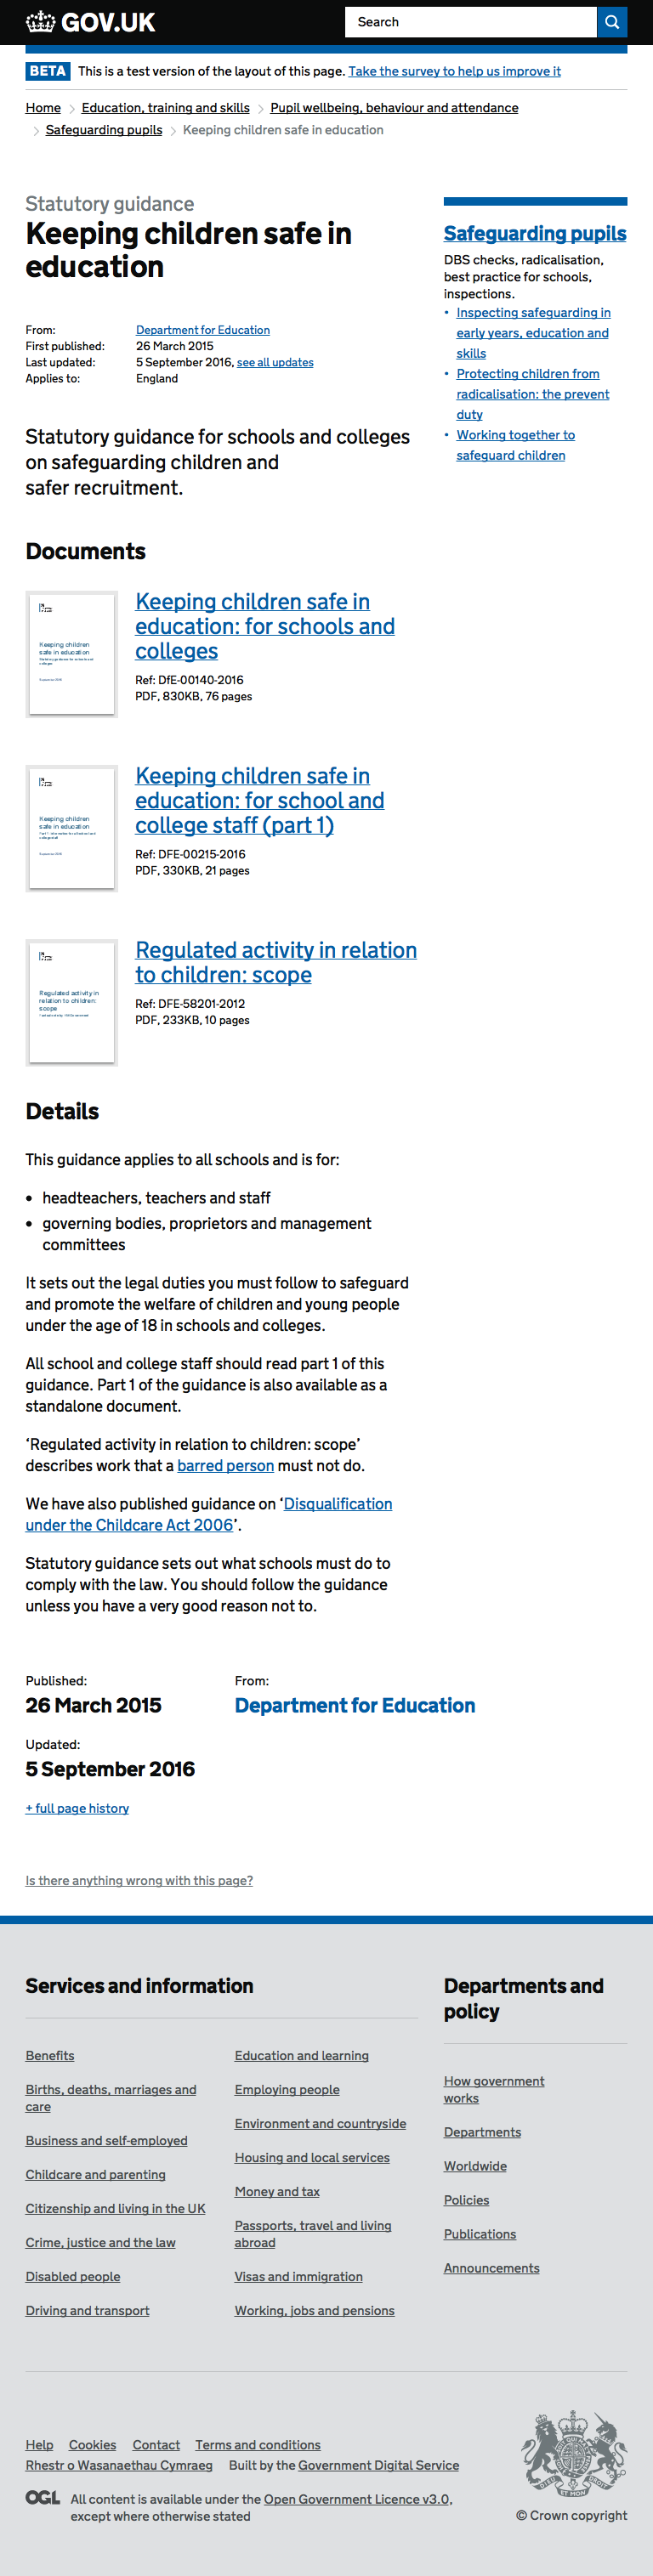 GOV.UK
Search
BETA This is a test version of the layout of this page. Take the survey to help us improve it
Home
Education, training and skills
Pupil wellbeing, behaviour and attendance
Safeguarding pupils
Keeping children safe in education
Statutory guidance
Keeping children safe in
education
From: Department for Education
First published: 26 March 2015
Last updated: 5 September 2016, see all updates
Applies to: England
Statutory guidance for schools and colleges
on safeguarding children and
safer recruitment.
Safeguarding pupils
DBS checks, radicalisation,
best practice for schools,
inspections.
• Inspecting safeguarding in
early years, education and
skills
• Protecting children from
radicalisation: the prevent
duty
• Working together to
safeguard children
Documents
Keeping children
safe in education
Keeping children safe in
education: for schools and
colleges
Ref: DfE-00140-2016
PDF, 830KB, 76 pages
Keeping children
safe in education
Keeping children safe in
education: for school and
college staff (part 1)
Ref: DFE-00215-2016
PDF, 330KB, 21 pages
Regulated activity in
relation to children:
scope
Regulated activity in relation
to children: scope
Ref: DFE-58201-2012
PDF, 233KB, 10 pages
Details
This guidance applies to all schools and is for:
• headteachers, teachers and staff
• governing bodies, proprietors and management
committees
It sets out the legal duties you must follow to safeguard
and promote the welfare of children and young people
under the age of 18 in schools and colleges.
All school and college staff should read part 1 of this
guidance. Part 1 of the guidance is also available as a
standalone document.
‘Regulated activity in relation to children: scope’
describes work that a barred person must not do.
We have also published guidance on ‘Disqualification
under the Childcare Act 2006’.
Statutory guidance sets out what schools must do to
comply with the law. You should follow the guidance
unless you have a very good reason not to.
Published:
26 March 2015
From:
Department for Education
Updated:
5 September 2016
+ full page history
Is there anything wrong with this page?
Services and information
Benefits
Births, deaths, marriages and
care
Business and self-employed
Childcare and parenting
Citizenship and living in the UK
Crime, justice and the law
Disabled people
Driving and transport
Education and learning
Employing people
Environment and countryside
Housing and local services
Money and tax
Passports, travel and living
abroad
Visas and immigration
Working, jobs and pensions
Departments and
policy
How government
works
Departments
Worldwide
Policies
Publications
Announcements
Help Cookies Contact Terms and conditions
Rhestr o Wasanaethau Cymraeg Built by the Government Digital Service
OGL All content is available under the Open Government Licence v3.0,
except where otherwise stated
© Crown copyright